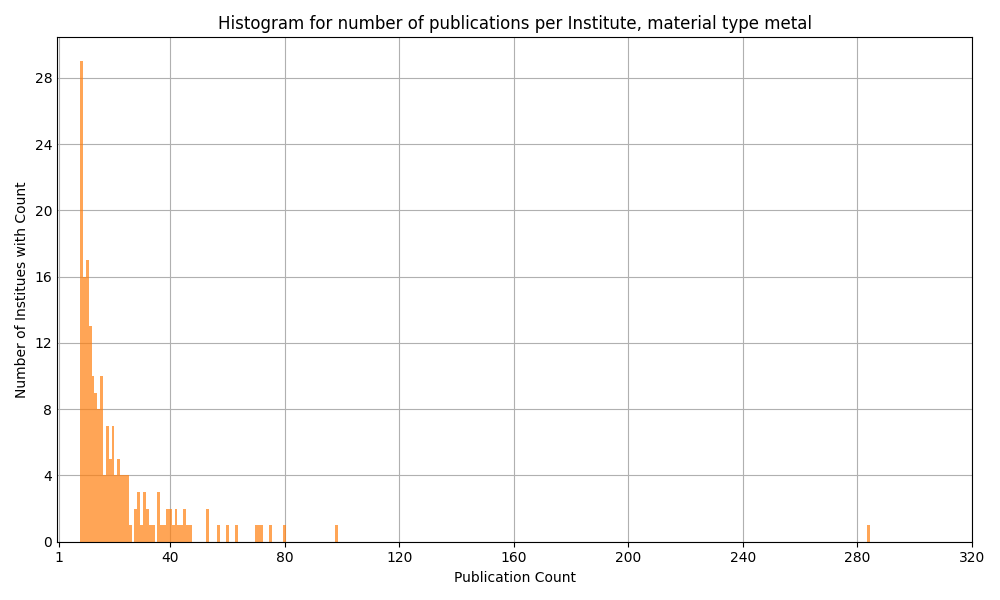 Histogram for number of publications per Institute, material type metal
Number of Institues with Count
28
24
20
16
12
8
4
0
1 40 80 120 160 200 240 280 320
Publication Count